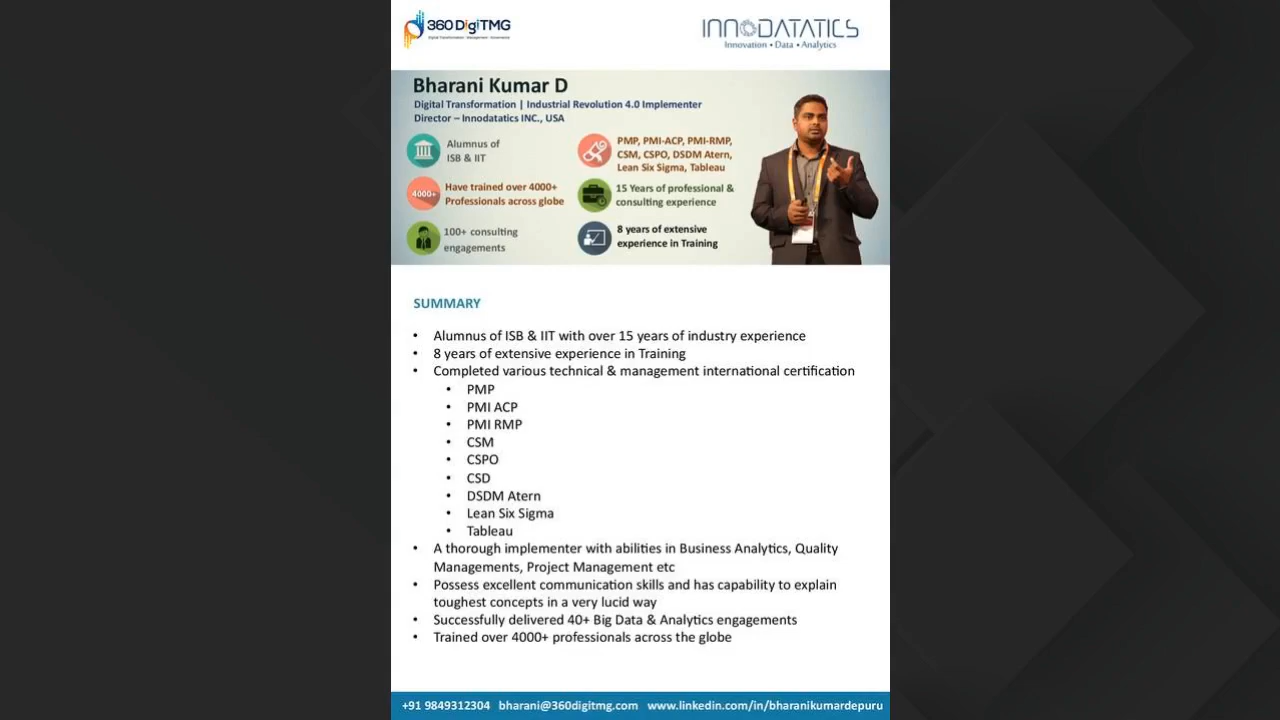 360 DigiTMG
Digital Transformation · Management · Governance
INNODATATICS
Innovation • Data • Analytics
Bharani Kumar D
Digital Transformation | Industrial Revolution 4.0 Implementer
Director – Innodatatics INC., USA
Alumnus of
ISB & IIT
PMP, PMI-ACP, PMI-RMP,
CSM, CSPO, DSDM Atern,
Lean Six Sigma, Tableau
4000+
Have trained over 4000+
Professionals across globe
15 Years of professional &
consulting experience
100+ consulting
engagements
8 years of extensive
experience in Training
SUMMARY
• Alumnus of ISB & IIT with over 15 years of industry experience
• 8 years of extensive experience in Training
• Completed various technical & management international certification
• PMP
• PMI ACP
• PMI RMP
• CSM
• CSPO
• CSD
• DSDM Atern
• Lean Six Sigma
• Tableau
• A thorough implementer with abilities in Business Analytics, Quality
Managements, Project Management etc
• Possess excellent communication skills and has capability to explain
toughest concepts in a very lucid way
• Successfully delivered 40+ Big Data & Analytics engagements
• Trained over 4000+ professionals across the globe
+91 9849312304 bharani@360digitmg.com www.linkedin.com/in/bharanikumardepuru